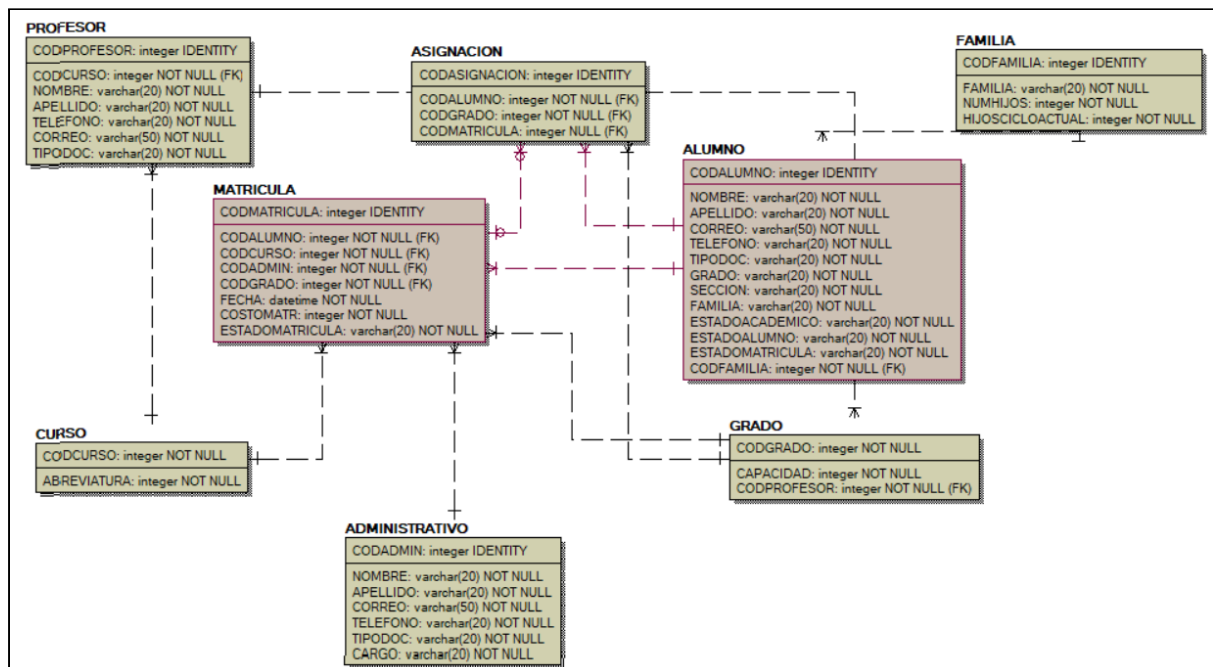 PROFESOR
CODPROFESOR: integer IDENTITY
CODCURSO: integer NOT NULL (FK)
NOMBRE: varchar(20) NOT NULL
APELLIDO: varchar(20) NOT NULL
TELEFONO: varchar(20) NOT NULL
CORREO: varchar(50) NOT NULL
TIPODOC: varchar(20) NOT NULL
ASIGNACION
CODASIGNACION: integer IDENTITY
CODALUMNO: integer NOT NULL (FK)
CODGRADO: integer NOT NULL (FK)
CODMATRICULA: integer NULL (FK)
FAMILIA
CODFAMILIA: integer IDENTITY
FAMILIA: varchar(20) NOT NULL
NUMHIJOS: integer NOT NULL
HIJOSCICLOACTUAL: integer NOT NULL
MATRICULA
CODMATRICULA: integer IDENTITY
CODALUMNO: integer NOT NULL (FK)
CODCURSO: integer NOT NULL (FK)
CODADMIN: integer NOT NULL (FK)
CODGRADO: integer NOT NULL (FK)
FECHA: datetime NOT NULL
COSTOMATR: integer NOT NULL
ESTADOMATRICULA: varchar(20) NOT NULL
ALUMNO
CODALUMNO: integer IDENTITY
NOMBRE: varchar(20) NOT NULL
APELLIDO: varchar(20) NOT NULL
CORREO: varchar(50) NOT NULL
TELEFONO: varchar(20) NOT NULL
TIPODOC: varchar(20) NOT NULL
GRADO: varchar(20) NOT NULL
SECCION: varchar(20) NOT NULL
FAMILIA: varchar(20) NOT NULL
ESTADOACADEMICO: varchar(20) NOT NULL
ESTADOALUMNO: varchar(20) NOT NULL
ESTADOMATRICULA: varchar(20) NOT NULL
CODFAMILIA: integer NOT NULL (FK)
CURSO
CODCURSO: integer NOT NULL
ABREVIATURA: integer NOT NULL
GRADO
CODGRADO: integer NOT NULL
CAPACIDAD: integer NOT NULL
CODPROFESOR: integer NOT NULL (FK)
ADMINISTRATIVO
CODADMIN: integer IDENTITY
NOMBRE: varchar(20) NOT NULL
APELLIDO: varchar(20) NOT NULL
CORREO: varchar(50) NOT NULL
TELEFONO: varchar(20) NOT NULL
TIPODOC: varchar(20) NOT NULL
CARGO: varchar(20) NOT NULL